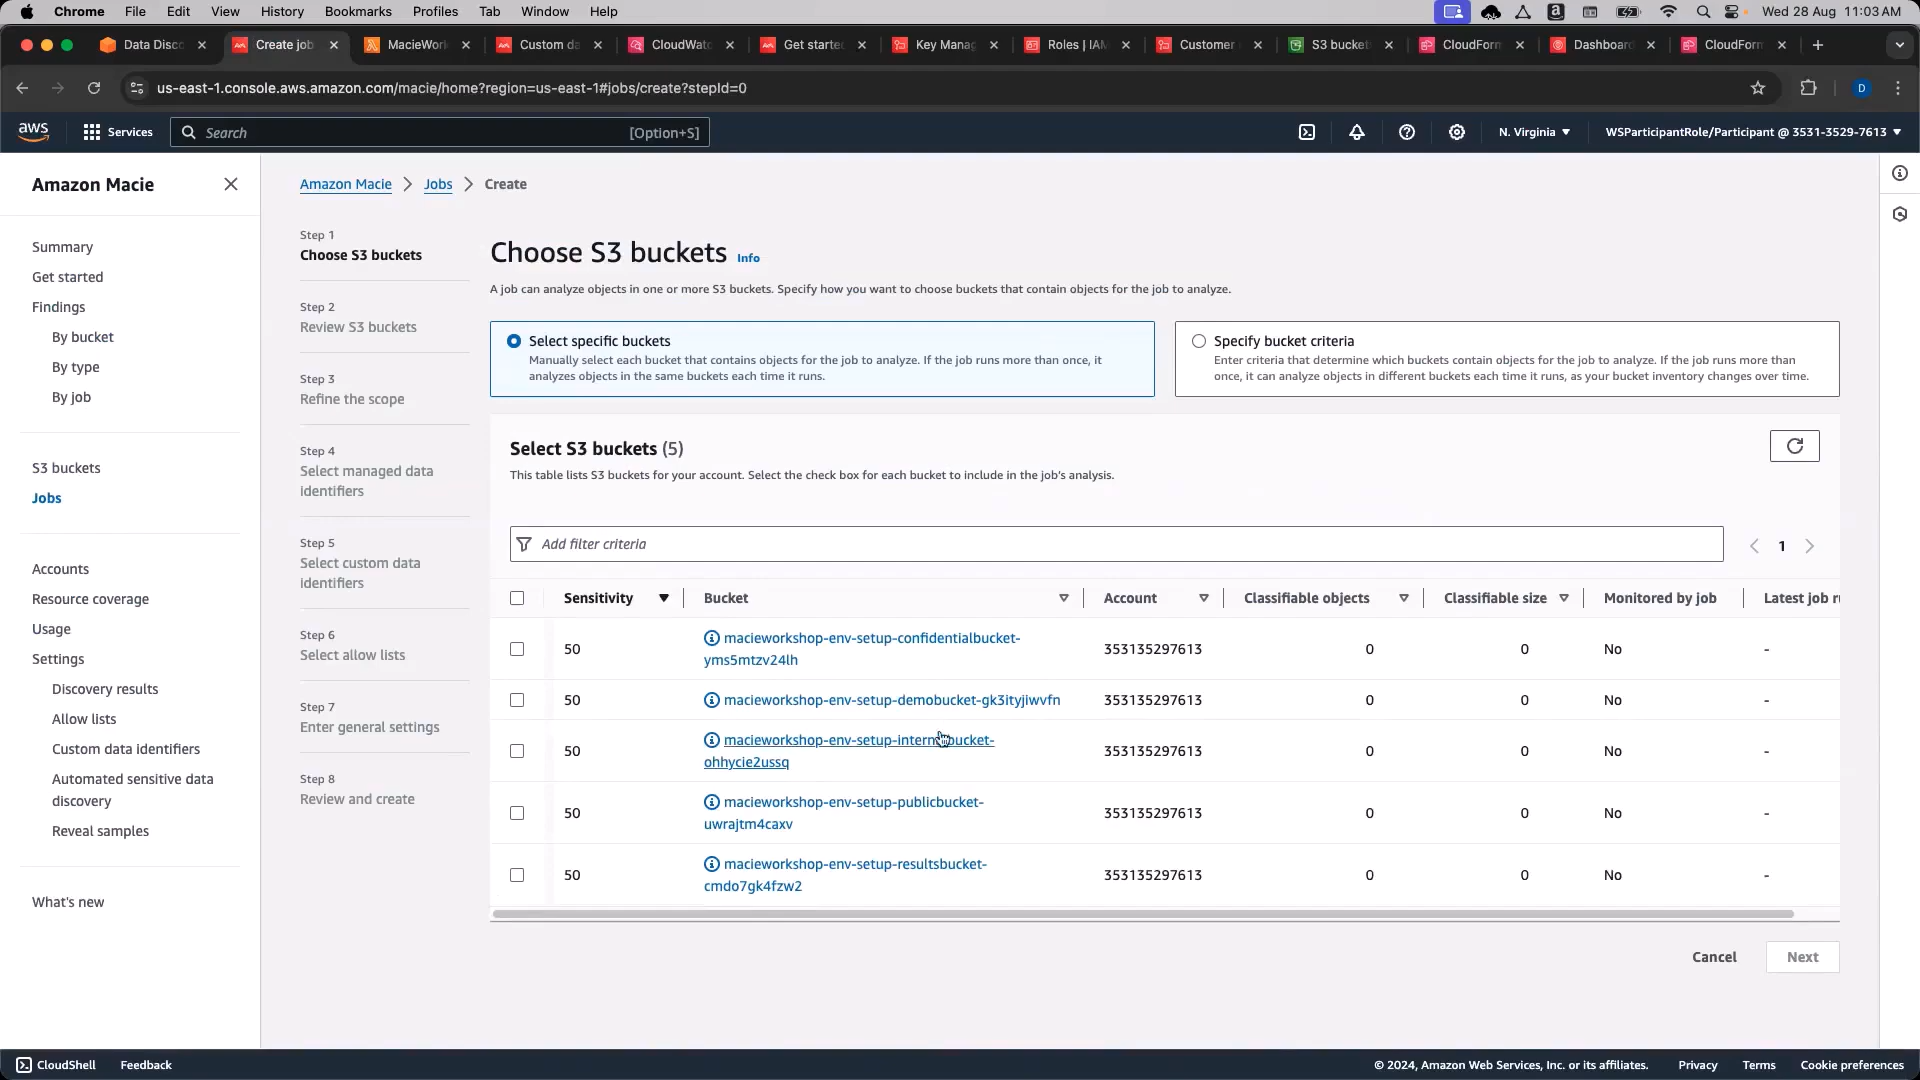 Chrome File Edit View History Bookmarks Profiles Tab Window Help Wed 28 Aug 11:03 AM
Data Disc Create job MacieWork Custom da CloudWat Get starte Key Mana Roles | IAM Customer S3 bucket CloudForm Dashboard CloudForm
us-east-1.console.aws.amazon.com/macie/home?region=us-east-1#jobs/create?stepId=0 D
aws Services Search [Option+S] N. Virginia WSParticipantRole/Participant @ 3531-3529-7613
Amazon Macie
Summary
Get started
Findings
By bucket
By type
By job
S3 buckets
Jobs
Accounts
Resource coverage
Usage
Settings
Discovery results
Allow lists
Custom data identifiers
Automated sensitive data
discovery
Reveal samples
What's new
Amazon Macie Jobs Create
Step 1
Choose S3 buckets
Step 2
Review S3 buckets
Step 3
Refine the scope
Step 4
Select managed data
identifiers
Step 5
Select custom data
identifiers
Step 6
Select allow lists
Step 7
Enter general settings
Step 8
Review and create
Choose S3 buckets Info
A job can analyze objects in one or more S3 buckets. Specify how you want to choose buckets that contain objects for the job to analyze.
Select specific buckets
Manually select each bucket that contains objects for the job to analyze. If the job runs more than once, it
analyzes objects in the same buckets each time it runs.
Specify bucket criteria
Enter criteria that determine which buckets contain objects for the job to analyze. If the job runs more than
once, it can analyze objects in different buckets each time it runs, as your bucket inventory changes over time.
Select S3 buckets (5)
This table lists S3 buckets for your account. Select the check box for each bucket to include in the job's analysis.
Add filter criteria 1
Sensitivity Bucket Account Classifiable objects Classifiable size Monitored by job Latest job ru
50 macieworkshop-env-setup-confidentialbucket-
yms5mtzv24lh 353135297613 0 0 No -
50 macieworkshop-env-setup-demobucket-gk3ityjiwvfn 353135297613 0 0 No -
50 macieworkshop-env-setup-internalbucket-
ohhycie2ussq 353135297613 0 0 No -
50 macieworkshop-env-setup-publicbucket-
uwrajtm4caxv 353135297613 0 0 No -
50 macieworkshop-env-setup-resultsbucket-
cmdo7gk4fzw2 353135297613 0 0 No -
Cancel Next
CloudShell Feedback © 2024, Amazon Web Services, Inc. or its affiliates. Privacy Terms Cookie preferences